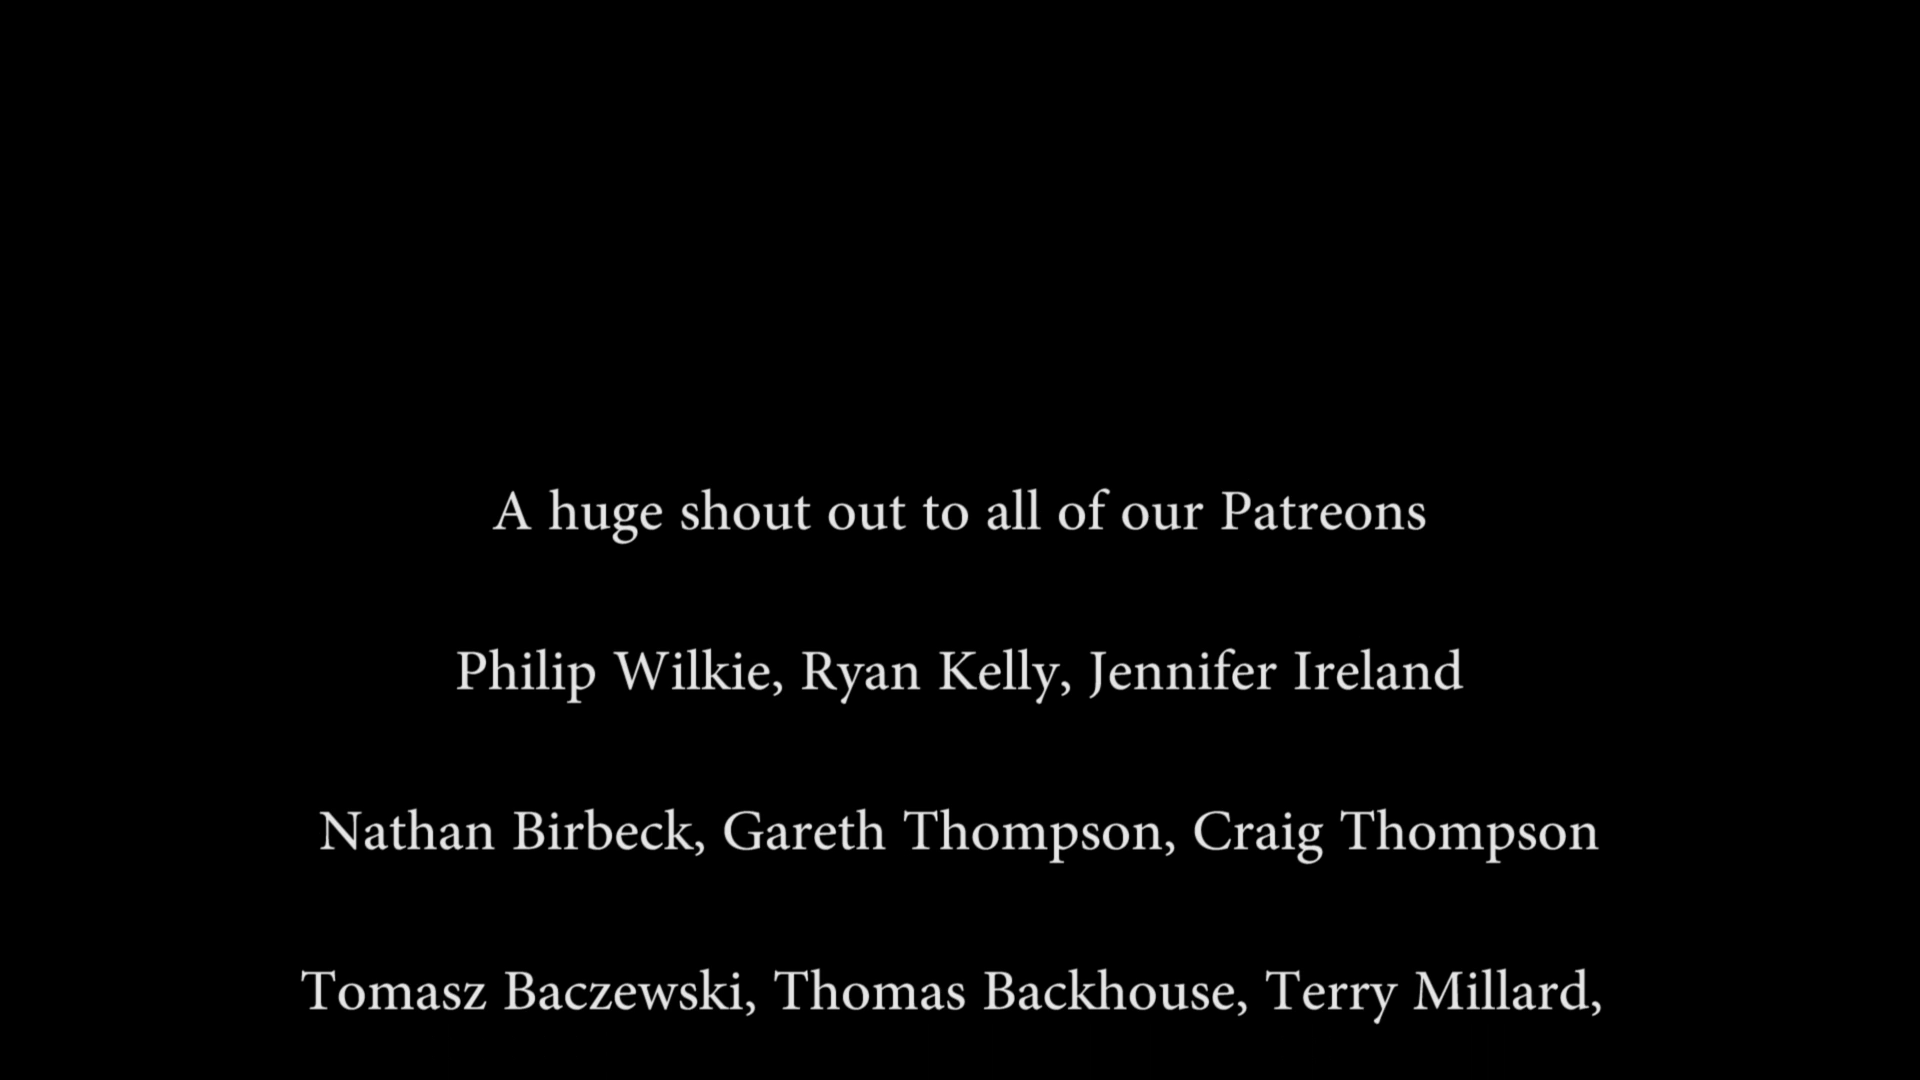 A huge shout out to all of our Patreons
Philip Wilkie, Ryan Kelly, Jennifer Ireland
Nathan Birbeck, Gareth Thompson, Craig Thompson
Tomasz Baczewski, Thomas Backhouse, Terry Millard,